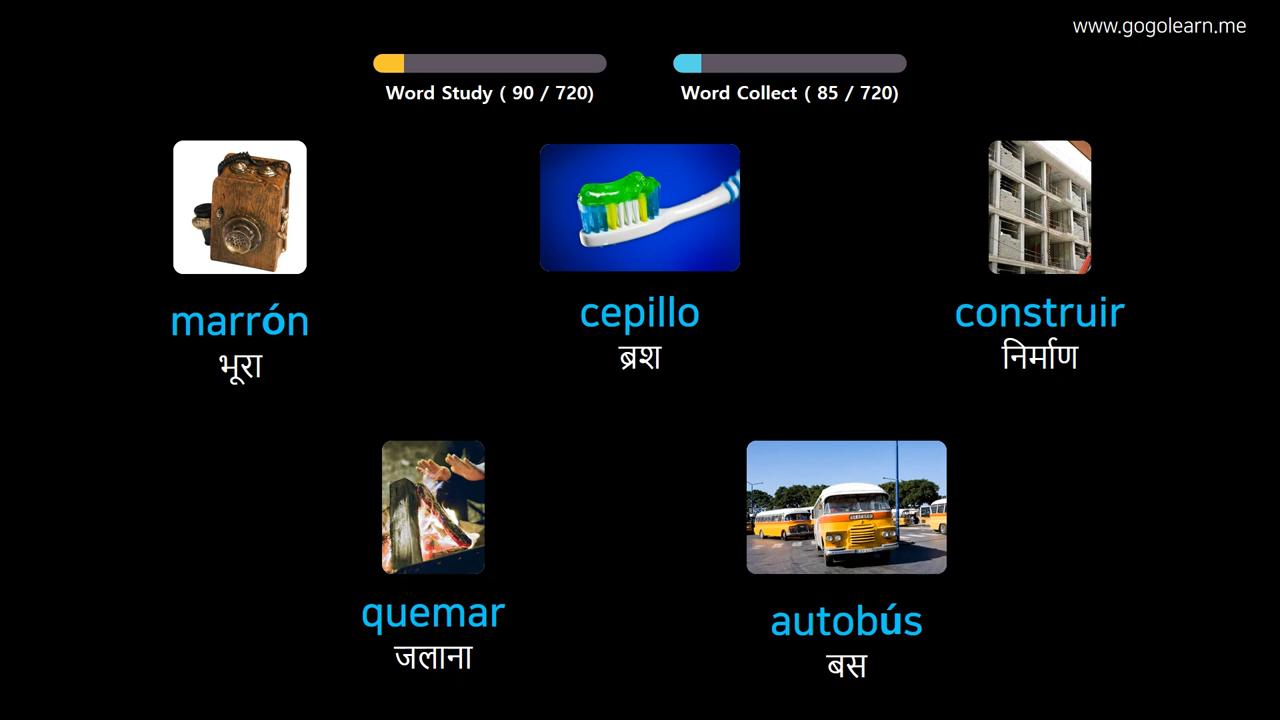 www.gogolearn.me
Word Study ( 90 / 720)
Word Collect ( 85 / 720)
marrón
भूरा
cepillo
ब्रश
construir
निर्माण
quemar
जलाना
autobús
बस